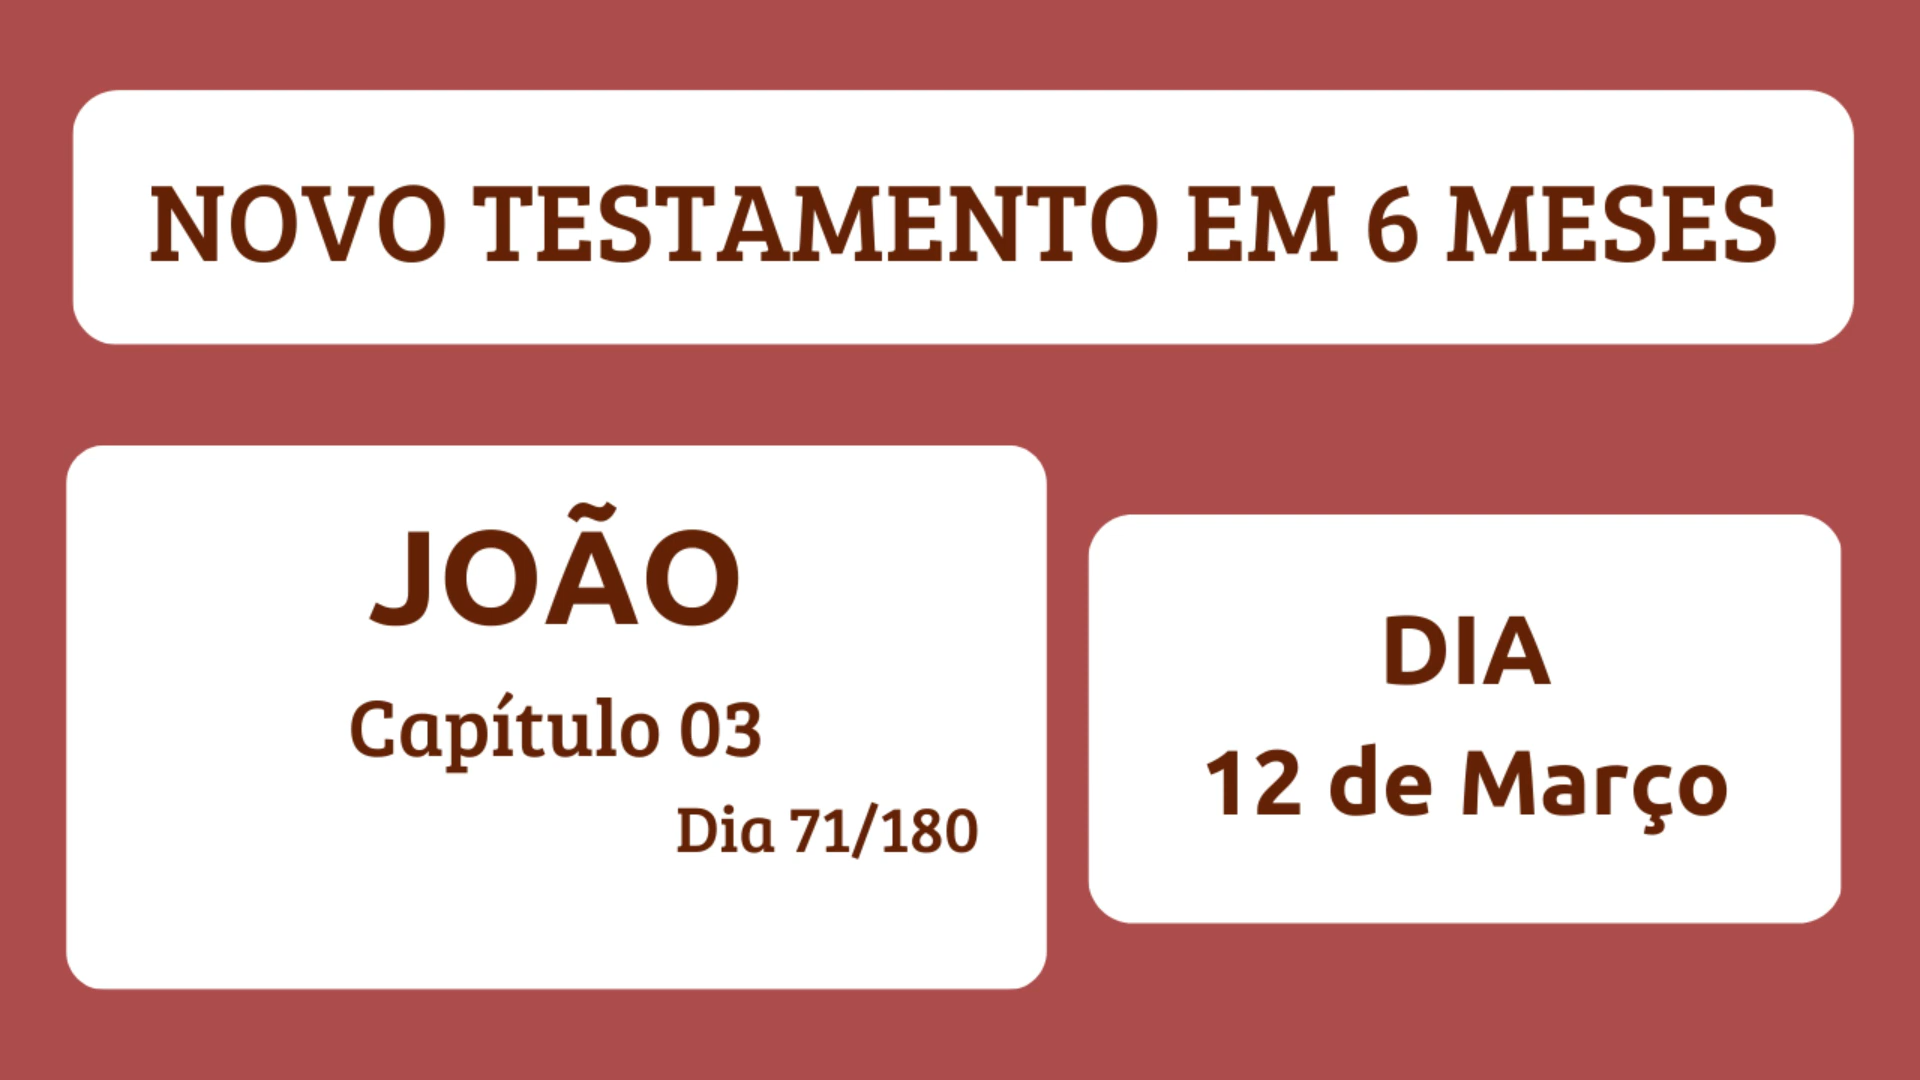 NOVO TESTAMENTO EM 6 MESES
JOÃO
Capítulo 03
Dia 71/180
DIA
12 de Março